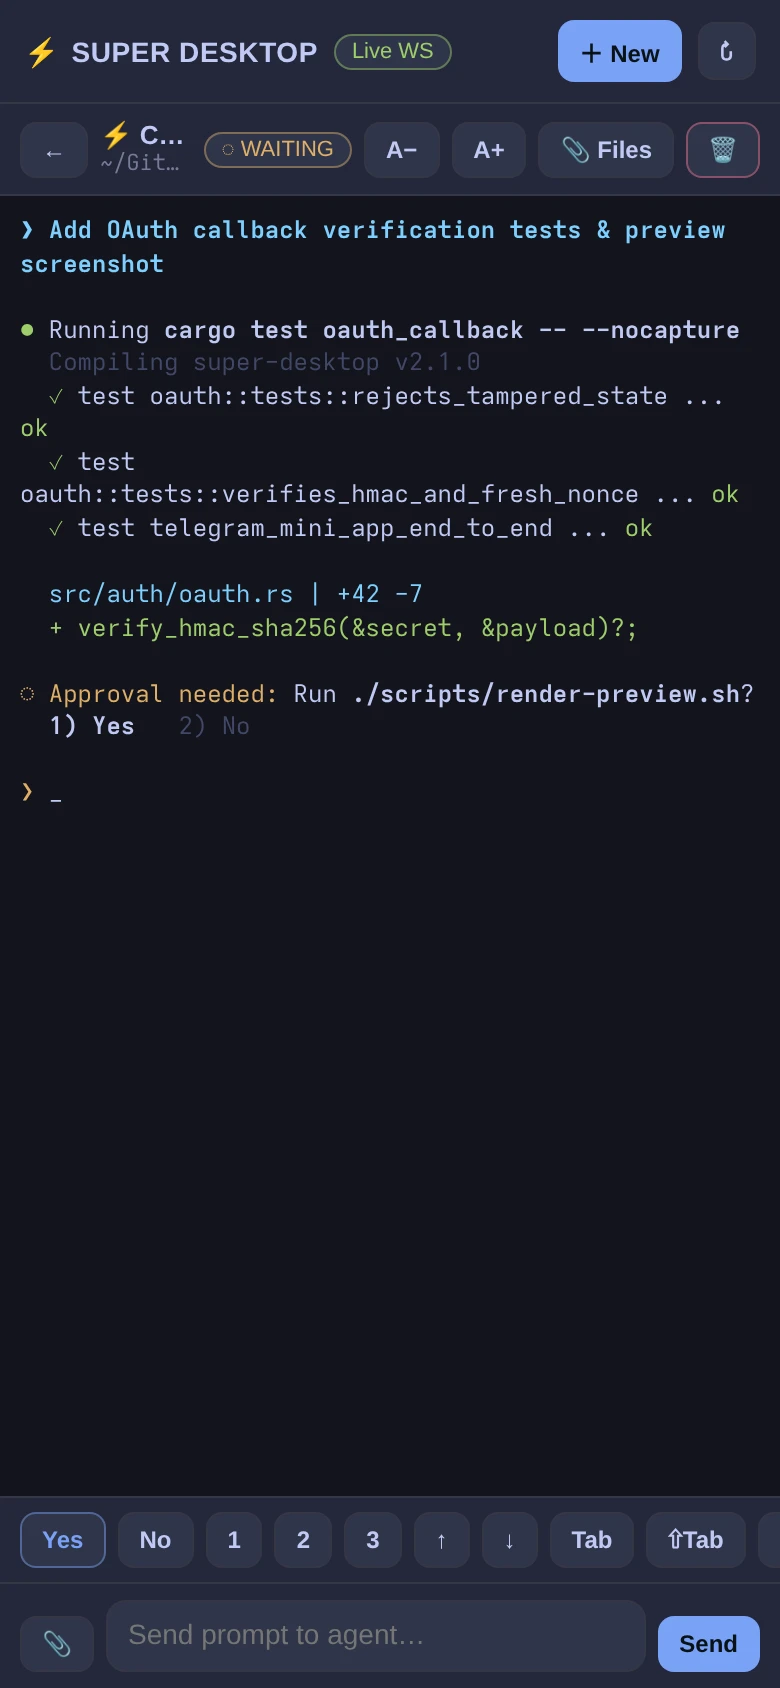 ⚡ SUPER DESKTOP Live WS + New ↻
← ⚡ C... ◌ WAITING A− A+ 📎 Files 🗑️
~/Git…
❯ Add OAuth callback verification tests & preview
screenshot
● Running cargo test oauth_callback -- --nocapture
Compiling super-desktop v2.1.0
✓ test oauth::tests::rejects_tampered_state ...
ok
✓ test
oauth::tests::verifies_hmac_and_fresh_nonce ... ok
✓ test telegram_mini_app_end_to_end ... ok
src/auth/oauth.rs | +42 -7
+ verify_hmac_sha256(&secret, &payload)?;
◌ Approval needed: Run ./scripts/render-preview.sh?
1) Yes 2) No
❯ _
Yes No 1 2 3 ↑ ↓ Tab ⇧Tab
📎 Send prompt to agent… Send